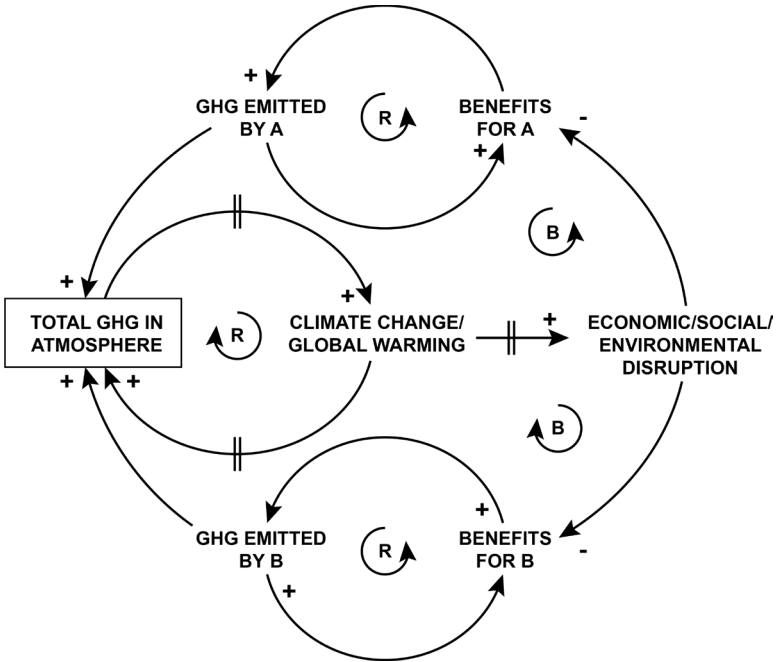 +
GHG EMITTED
BY A
R
BENEFITS
FOR A
-
+
B
+
+
TOTAL GHG IN
ATMOSPHERE
R
CLIMATE CHANGE/
GLOBAL WARMING
+
ECONOMIC/SOCIAL/
ENVIRONMENTAL
DISRUPTION
+
+
B
+
GHG EMITTED
BY B
R
BENEFITS
FOR B
-
+